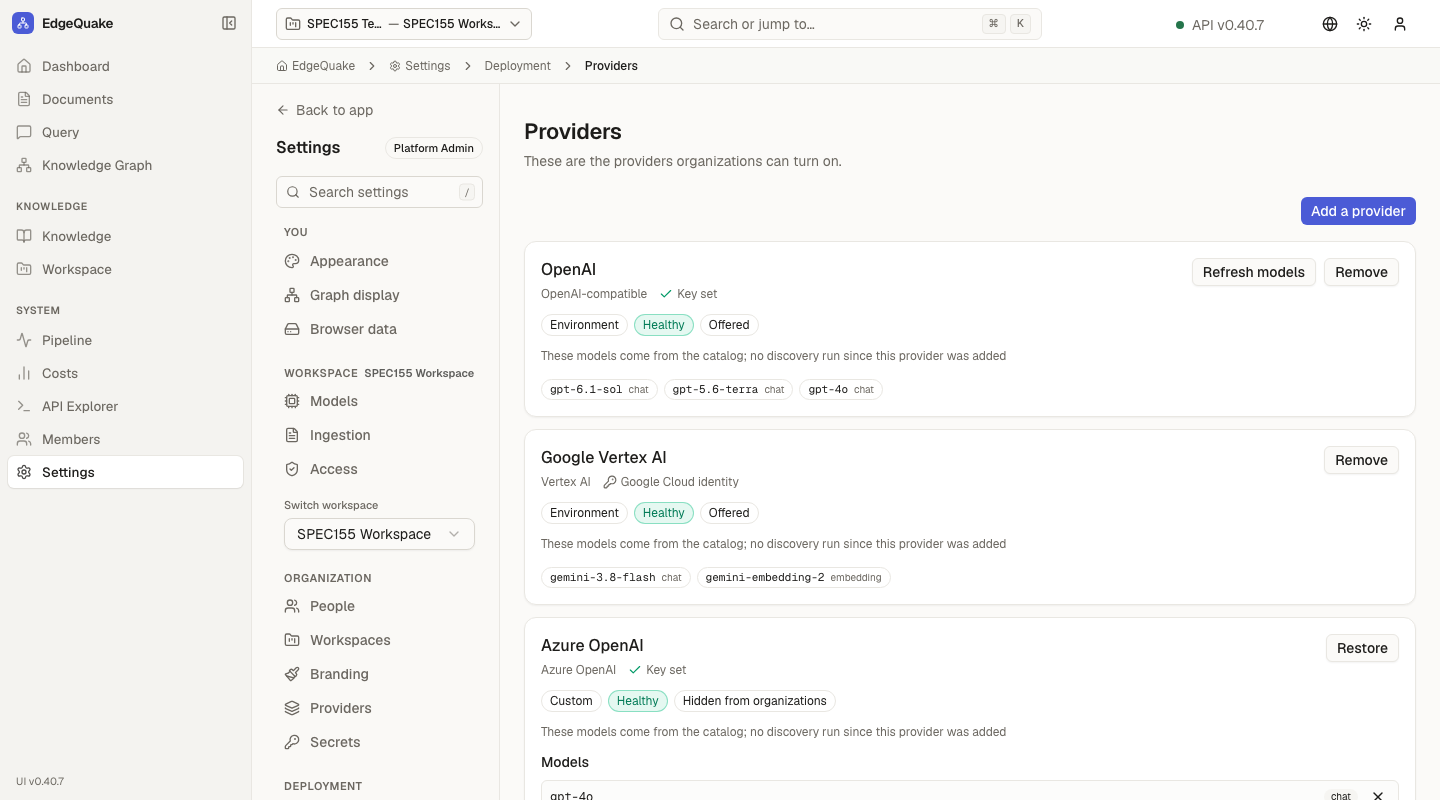 EdgeQuake
Dashboard
Documents
Query
Knowledge Graph
KNOWLEDGE
Knowledge
Workspace
SYSTEM
Pipeline
Costs
API Explorer
Members
Settings
UI v0.40.7
SPEC155 Te... — SPEC155 Works...
Search or jump to...
⌘ K
API v0.40.7
EdgeQuake > Settings > Deployment > Providers
Back to app
Settings
Platform Admin
Search settings /
YOU
Appearance
Graph display
Browser data
WORKSPACE SPEC155 Workspace
Models
Ingestion
Access
Switch workspace
SPEC155 Workspace
ORGANIZATION
People
Workspaces
Branding
Providers
Secrets
DEPLOYMENT
Providers
These are the providers organizations can turn on.
Add a provider
OpenAI
Refresh models
Remove
OpenAI-compatible Key set
Environment Healthy Offered
These models come from the catalog; no discovery run since this provider was added
gpt-6.1-sol chat gpt-5.6-terra chat gpt-4o chat
Google Vertex AI
Remove
Vertex AI Google Cloud identity
Environment Healthy Offered
These models come from the catalog; no discovery run since this provider was added
gemini-3.8-flash chat gemini-embedding-2 embedding
Azure OpenAI
Restore
Azure OpenAI Key set
Custom Healthy Hidden from organizations
These models come from the catalog; no discovery run since this provider was added
Models
gpt-4o chat